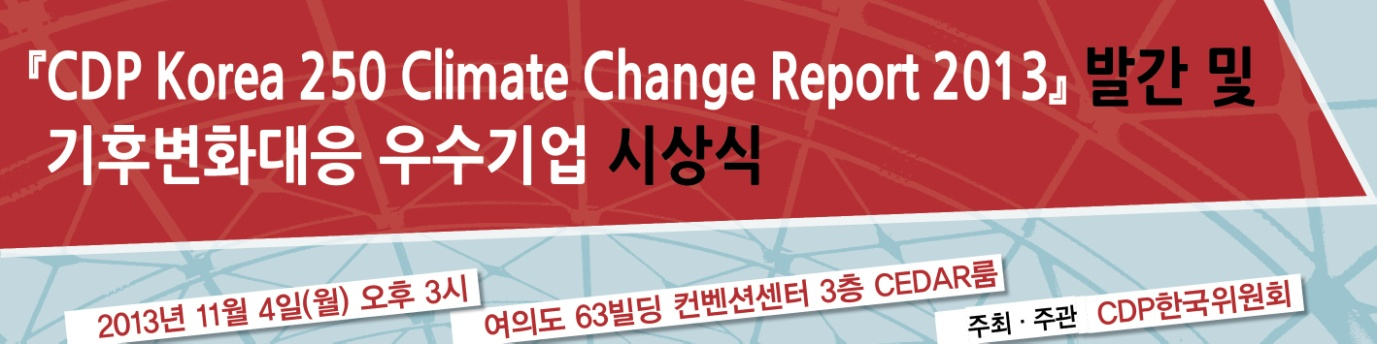 『CDP Korea 250 Climate Change Report 2013』 발간 및
기후변화대응 우수기업 시상식
2013년 11월 4일(월) 오후 3시
여의도 63빌딩 컨벤션센터 3층 CEDAR룸
주최 · 주관 CDP한국위원회